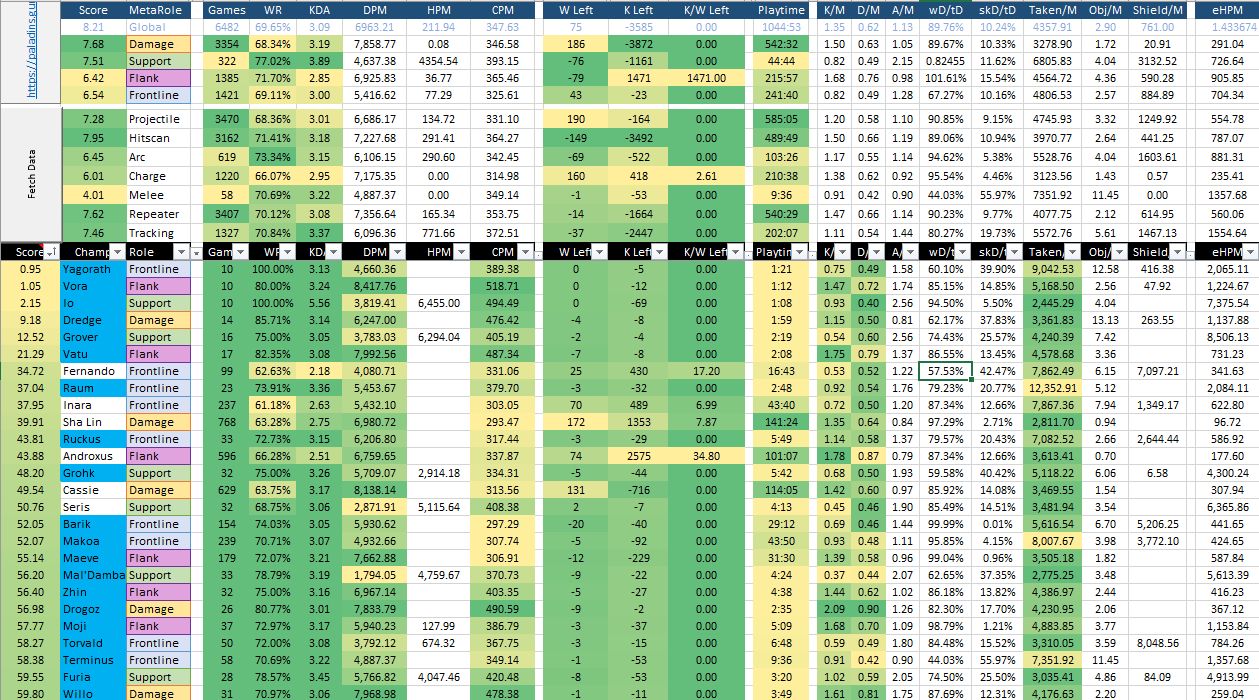 Score MetaRole Games WR KDA DPM HPM CPM W Left K Left K/W Left Playtime K/M D/M A/M wD/tD skD/tD Taken/M Obj/M Shield/M eHPM
https://paladins.gu
8.21 Global 6482 69.65% 3.09 6963.21 218.94 347.63 75 -3585 0.00 1044:53 1.35 0.62 1.13 89.76% 10.24% 4357.91 2.90 761.00 1.433674
7.68 Damage 3354 68.34% 3.19 7,858.77 0.08 346.58 186 -3872 0.00 542:32 1.50 0.63 1.05 89.67% 10.33% 3278.90 1.72 20.91 291.04
7.51 Support 322 77.02% 3.89 4,637.38 4354.54 393.15 -76 -1161 0.00 44:44 0.82 0.49 2.15 0.82455 11.62% 6805.83 4.04 3132.52 726.64
6.42 Flank 1385 71.70% 2.85 6,925.83 36.77 365.46 -79 1471 1471.00 215:57 1.68 0.76 0.98 101.61% 15.54% 4564.72 4.36 590.28 905.85
6.54 Frontline 1421 69.11% 3.00 5,416.62 77.29 325.61 43 -23 0.00 241:40 0.82 0.49 1.28 67.27% 10.16% 4806.53 2.57 884.89 704.34
Fetch Data
7.28 Projectile 3470 68.36% 3.01 6,686.17 134.72 331.10 190 -164 0.00 585:05 1.20 0.58 1.10 90.85% 9.15% 4745.93 3.32 1249.92 554.78
7.95 Hitscan 3162 71.41% 3.18 7,227.68 291.41 364.27 -149 -3492 0.00 489:49 1.50 0.66 1.19 89.06% 10.94% 3970.77 2.64 441.25 787.07
6.45 Arc 619 73.34% 3.15 6,106.15 290.60 342.45 -69 -522 0.00 103:26 1.17 0.55 1.14 94.62% 5.38% 5528.76 4.04 1603.61 881.31
6.01 Charge 1220 66.07% 2.95 7,175.35 0.00 314.98 160 418 2.61 210:38 1.38 0.62 0.92 95.54% 4.46% 3123.56 1.43 0.57 235.41
4.01 Melee 58 70.69% 3.22 4,887.37 0.00 349.14 -1 -53 0.00 9:36 0.91 0.42 0.90 44.03% 55.97% 7351.92 11.45 0.00 1357.68
7.62 Repeater 3407 70.12% 3.08 7,356.64 165.34 353.75 -14 -1664 0.00 540:29 1.47 0.66 1.14 90.23% 9.77% 4077.75 2.12 614.95 560.06
7.46 Tracking 1327 70.84% 3.37 6,096.36 771.66 372.51 -37 -2447 0.00 202:07 1.11 0.54 1.44 80.27% 19.73% 5572.76 5.61 1467.13 1554.64
Score Champ Role Gam WR KDA DPM HPM CPM W Left K Left K/W Left Playtin K/ D/ A/ wD/t skD/t Taken/ Obj/ Shield/ eHPM
0.95 Yagorath Frontline 10 100.00% 3.13 4,660.36 389.38 0 -5 0.00 1:21 0.75 0.49 1.58 60.10% 39.90% 9,042.53 12.58 416.38 2,065.11
1.05 Vora Flank 10 80.00% 3.24 8,417.76 518.71 0 -12 0.00 1:12 1.47 0.72 1.74 85.15% 14.85% 5,168.50 2.56 47.92 1,224.67
2.15 Io Support 10 100.00% 5.56 3,819.41 6,455.00 494.49 0 -69 0.00 1:08 0.93 0.40 2.56 94.50% 5.50% 2,445.29 4.04 7,375.54
9.18 Dredge Damage 14 85.71% 3.14 6,247.00 476.42 -4 -8 0.00 1:59 1.15 0.50 0.81 62.17% 37.83% 3,361.83 13.13 263.55 1,137.88
12.52 Grover Support 16 75.00% 3.05 3,783.03 6,294.04 405.19 -2 -4 0.00 2:19 0.54 0.60 2.56 74.43% 25.57% 4,240.39 7.42 8,506.13
21.29 Vatu Flank 17 82.35% 3.08 7,992.56 487.34 -7 -8 0.00 2:08 1.75 0.79 1.37 86.55% 13.45% 4,578.68 3.36 731.23
34.72 Fernando Frontline 99 62.63% 2.18 4,080.71 331.06 25 430 17.20 16:43 0.53 0.52 1.22 57.53% 42.47% 7,862.49 6.15 7,097.21 341.63
37.04 Raum Frontline 23 73.91% 3.36 5,453.67 379.70 -3 -32 0.00 2:48 0.92 0.54 1.76 79.23% 20.77% 12,352.91 5.12 2,084.11
37.95 Inara Frontline 237 61.18% 2.63 5,432.10 303.05 70 489 6.99 43:40 0.72 0.50 1.20 87.34% 12.66% 7,867.36 7.94 1,349.17 622.80
39.91 Sha Lin Damage 768 63.28% 2.75 6,980.72 293.47 172 1353 7.87 141:24 1.35 0.64 0.84 97.29% 2.71% 2,811.70 0.94 96.72
43.81 Ruckus Frontline 33 72.73% 3.15 6,206.80 317.44 -3 -29 0.00 5:49 1.14 0.58 1.37 79.57% 20.43% 7,082.52 2.66 2,644.44 586.92
43.88 Androxus Flank 596 66.28% 2.51 6,759.65 337.87 74 2575 34.80 101:07 1.78 0.87 0.79 87.34% 12.66% 3,613.41 0.70 177.60
48.20 Grohk Support 32 75.00% 3.26 5,709.07 2,914.18 334.31 -5 -44 0.00 5:42 0.68 0.50 1.93 59.58% 40.42% 5,118.22 6.06 6.58 4,300.24
49.54 Cassie Damage 629 63.75% 3.17 8,138.14 313.56 131 -716 0.00 114:05 1.42 0.60 0.97 85.92% 14.08% 3,469.55 1.54 307.94
50.76 Seris Support 32 68.75% 3.06 2,871.91 5,115.64 408.38 2 -7 0.00 4:13 0.45 0.46 1.90 85.49% 14.51% 3,481.94 3.54 6,365.86
52.05 Barik Frontline 154 74.03% 3.05 5,930.62 297.29 -20 -40 0.00 29:12 0.69 0.46 1.44 99.99% 0.01% 5,616.54 6.70 5,206.25 441.65
52.07 Makoa Frontline 239 70.71% 3.07 4,932.66 307.74 -5 -92 0.00 43:50 0.93 0.48 1.11 95.85% 4.15% 8,007.67 3.98 3,772.10 424.65
55.14 Maeve Flank 179 72.07% 3.21 7,662.88 306.91 -12 -229 0.00 31:30 1.39 0.58 0.96 99.04% 0.96% 3,505.18 1.82 587.84
56.20 Mal'Damba Support 33 78.79% 3.19 1,794.05 4,759.67 370.73 -9 -22 0.00 4:24 0.37 0.44 2.07 62.65% 37.35% 2,775.25 3.48 5,613.39
56.40 Zhin Flank 32 75.00% 3.16 6,967.14 403.35 -5 -27 0.00 4:38 1.44 0.62 1.02 86.18% 13.82% 4,386.97 2.44 416.23
56.98 Drogoz Damage 26 80.77% 3.01 7,833.79 490.59 -9 -2 0.00 2:35 2.09 0.90 1.26 82.30% 17.70% 4,230.95 2.06 367.12
57.77 Moji Flank 37 72.97% 3.17 5,940.23 127.99 386.79 -3 -37 0.00 5:09 1.68 0.70 1.09 98.79% 1.21% 4,883.85 3.77 1,153.84
58.27 Torvald Frontline 50 72.00% 3.08 3,792.12 674.32 367.75 -3 -15 0.00 6:48 0.59 0.49 1.80 84.48% 15.52% 3,310.05 3.59 8,048.56 784.26
58.38 Terminus Frontline 58 70.69% 3.22 4,887.37 349.14 -1 -53 0.00 9:36 0.91 0.42 0.90 44.03% 55.97% 7,351.92 11.45 1,357.68
59.55 Furia Support 28 78.57% 3.45 5,766.82 4,047.46 420.48 -8 -53 0.00 3:20 1.02 0.59 2.05 74.50% 25.50% 3,035.41 4.86 84.09 4,213.99
59.80 Willo Damage 31 70.97% 3.06 7,968.98 478.38 -1 -11 0.00 3:49 1.61 0.81 1.75 87.69% 12.31% 4,176.66 2.20 259.04